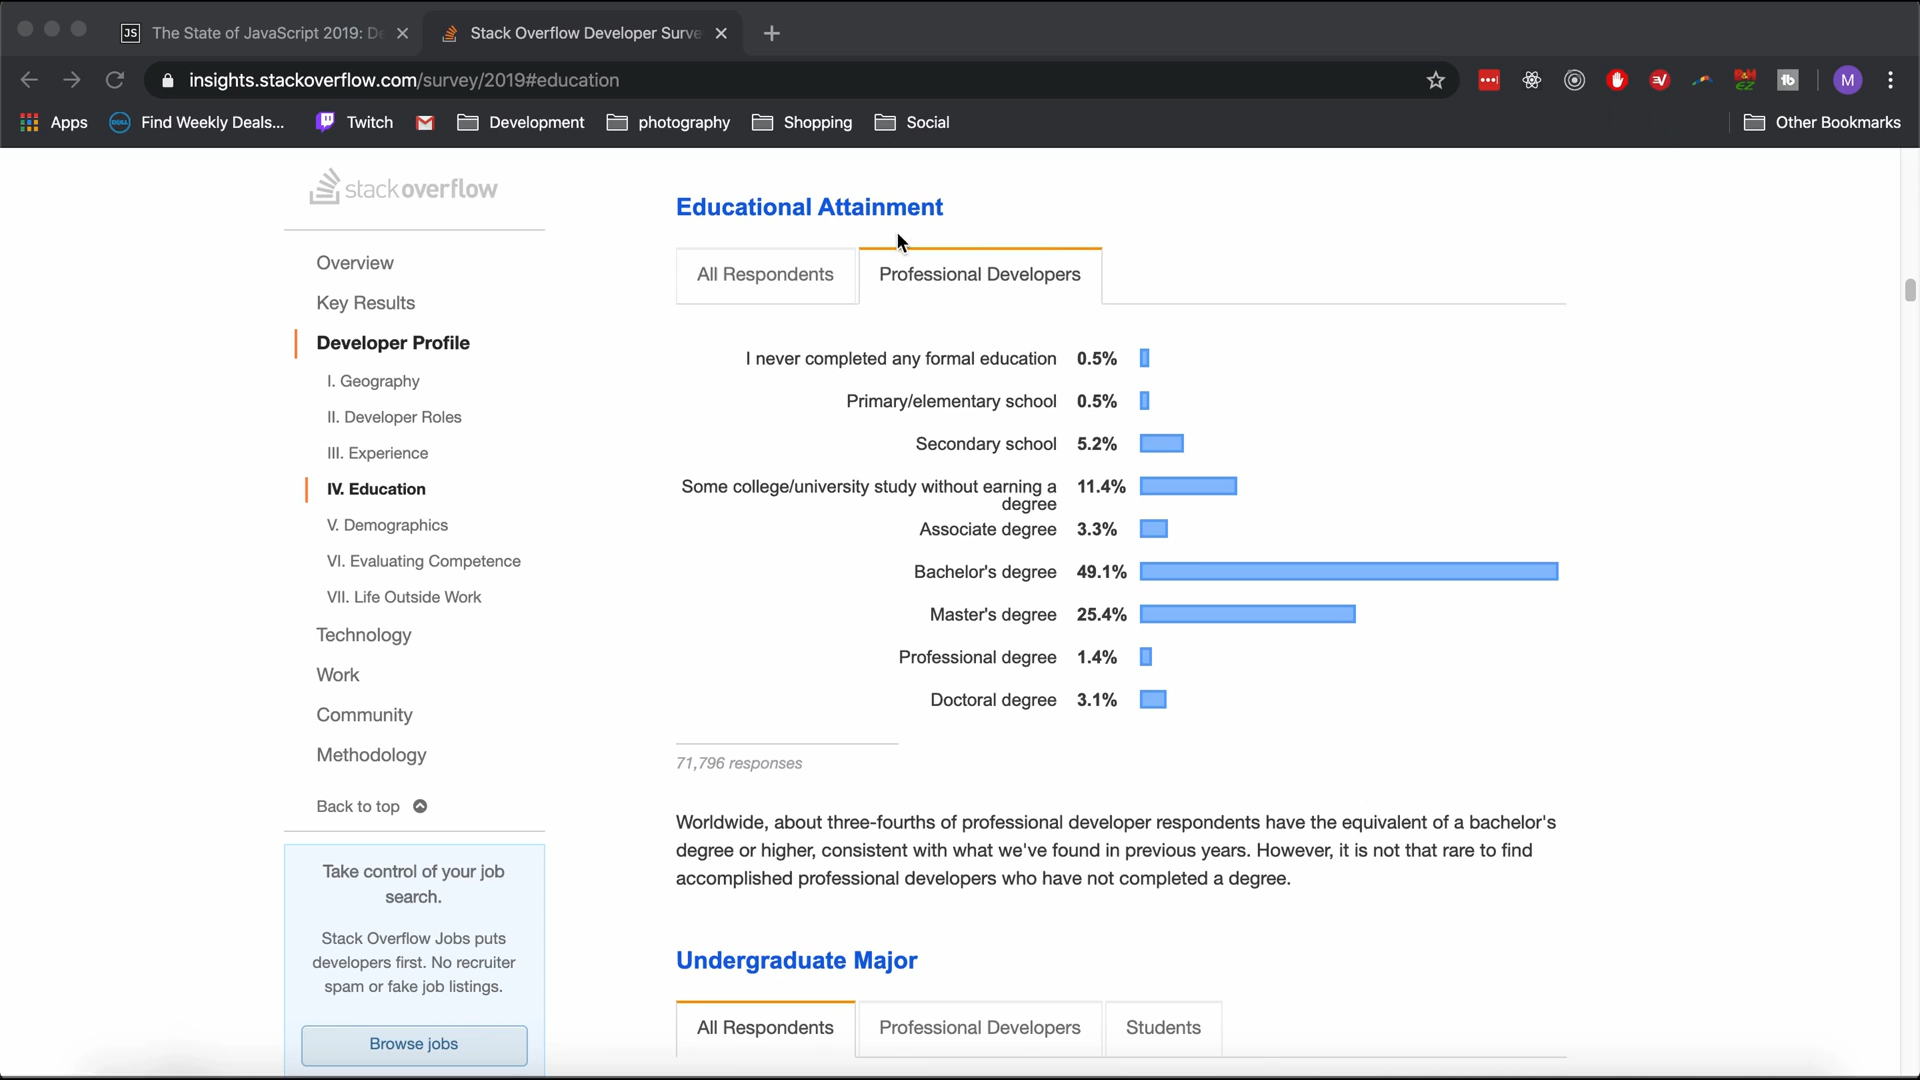 JS The State of JavaScript 2019: De
Stack Overflow Developer Surve
insights.stackoverflow.com/survey/2019#education
M
Apps
DELL Find Weekly Deals...
Twitch
Development
photography
Shopping
Social
Other Bookmarks
stackoverflow
Overview
Key Results
Developer Profile
I. Geography
II. Developer Roles
III. Experience
IV. Education
V. Demographics
VI. Evaluating Competence
VII. Life Outside Work
Technology
Work
Community
Methodology
Back to top
Take control of your job
search.
Stack Overflow Jobs puts
developers first. No recruiter
spam or fake job listings.
Browse jobs
Educational Attainment
All Respondents
Professional Developers
I never completed any formal education 0.5%
Primary/elementary school 0.5%
Secondary school 5.2%
Some college/university study without earning a 11.4%
degree
Associate degree 3.3%
Bachelor's degree 49.1%
Master's degree 25.4%
Professional degree 1.4%
Doctoral degree 3.1%
71,796 responses
Worldwide, about three-fourths of professional developer respondents have the equivalent of a bachelor's
degree or higher, consistent with what we've found in previous years. However, it is not that rare to find
accomplished professional developers who have not completed a degree.
Undergraduate Major
All Respondents
Professional Developers
Students